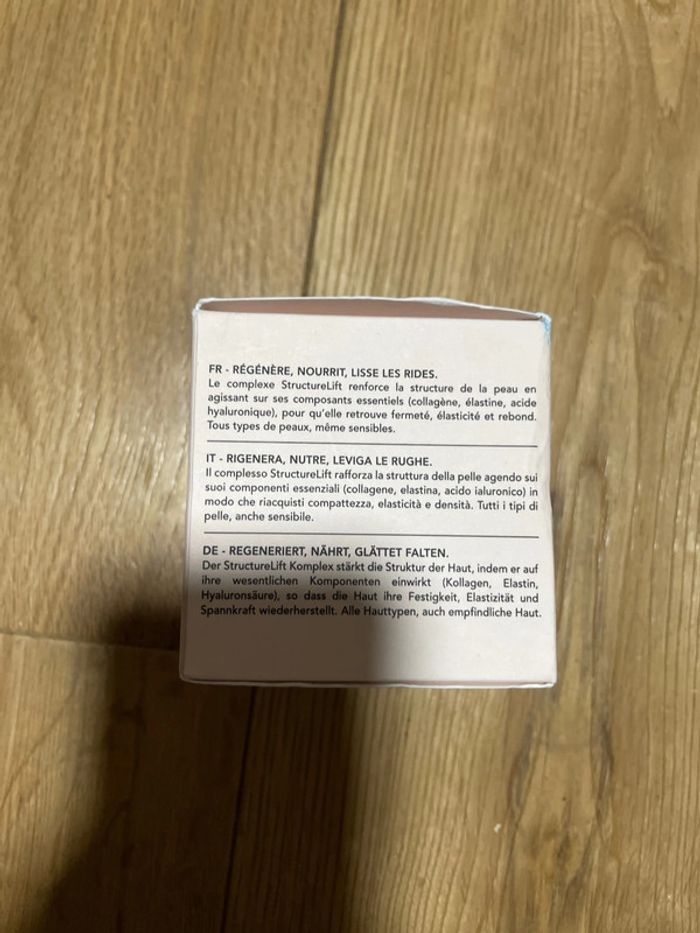 FR - RÉGÉNÈRE, NOURRIT, LISSE LES RIDES.
Le complexe StructureLift renforce la structure de la peau en
agissant sur ses composants essentiels (collagène, élastine, acide
hyaluronique), pour qu'elle retrouve fermeté, élasticité et rebond.
Tous types de peaux, même sensibles.
IT - RIGENERA, NUTRE, LEVIGA LE RUGHE.
Il complesso StructureLift rafforza la struttura della pelle agendo sui
suoi componenti essenziali (collagene, elastina, acido ialuronico) in
modo che riacquisti compattezza, elasticità e densità. Tutti i tipi di
pelle, anche sensibile.
DE - REGENERIERT, NÄHRT, GLÄTTET FALTEN.
Der StructureLift Komplex stärkt die Struktur der Haut, indem er auf
ihre wesentlichen Komponenten einwirkt (Kollagen, Elastin,
Hyaluronsäure), so dass die Haut ihre Festigkeit, Elastizität und
Spannkraft wiederherstellt. Alle Hauttypen, auch empfindliche Haut.